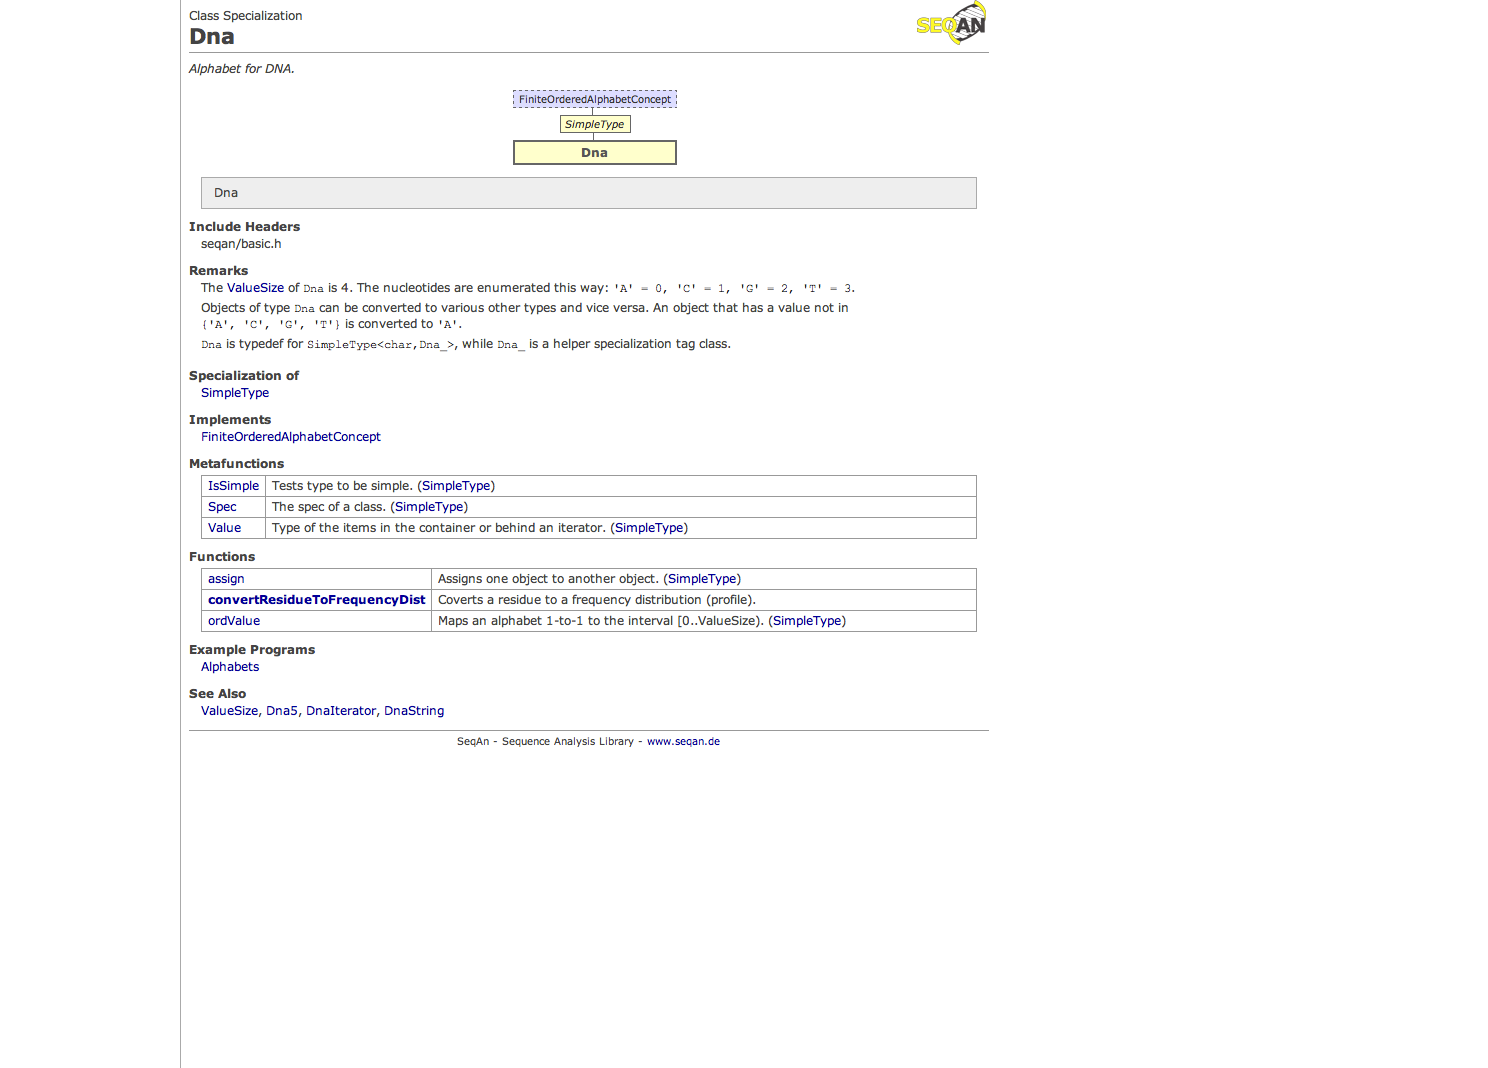 Class Specialization
SEQAN
Dna
Alphabet for DNA.
FiniteOrderedAlphabetConcept
SimpleType
Dna
Dna
Include Headers
seqan/basic.h
Remarks
The ValueSize of Dna is 4. The nucleotides are enumerated this way: 'A' = 0, 'C' = 1, 'G' = 2, 'T' = 3.
Objects of type Dna can be converted to various other types and vice versa. An object that has a value not in
{'A', 'C', 'G', 'T'} is converted to 'A'.
Dna is typedef for SimpleType<char,Dna_>, while Dna_ is a helper specialization tag class.
Specialization of
SimpleType
Implements
FiniteOrderedAlphabetConcept
Metafunctions
IsSimple Tests type to be simple. (SimpleType)
Spec The spec of a class. (SimpleType)
Value Type of the items in the container or behind an iterator. (SimpleType)
Functions
assign Assigns one object to another object. (SimpleType)
convertResidueToFrequencyDist Coverts a residue to a frequency distribution (profile).
ordValue Maps an alphabet 1-to-1 to the interval [0..ValueSize). (SimpleType)
Example Programs
Alphabets
See Also
ValueSize, Dna5, DnaIterator, DnaString
SeqAn - Sequence Analysis Library - www.seqan.de